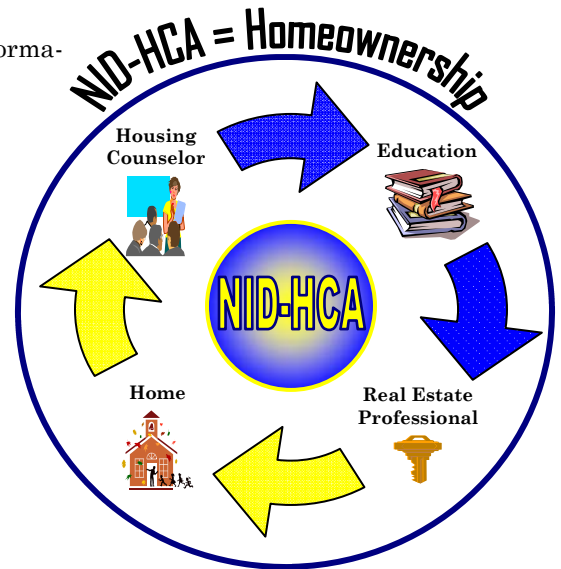 orma-
NID-HCA = Homeownership
Housing
Counselor
Education
NID-HCA
Home
Real Estate
Professional